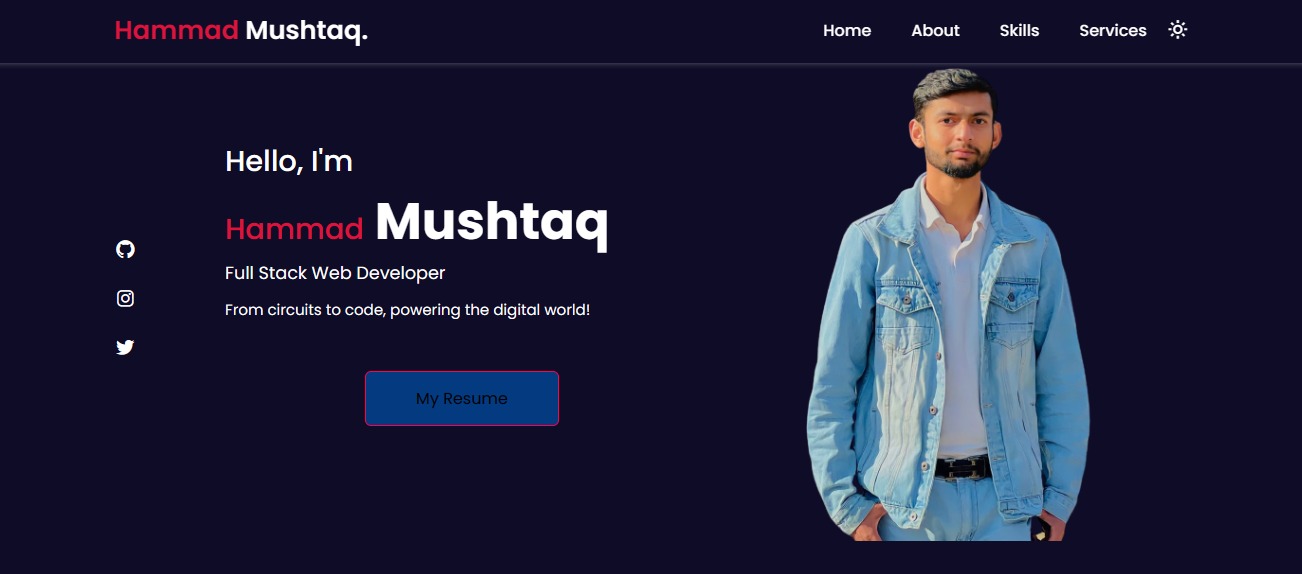 Hammad Mushtaq.
Home About Skills Services
Hello, I'm
Hammad Mushtaq
Full Stack Web Developer
From circuits to code, powering the digital world!
My Resume